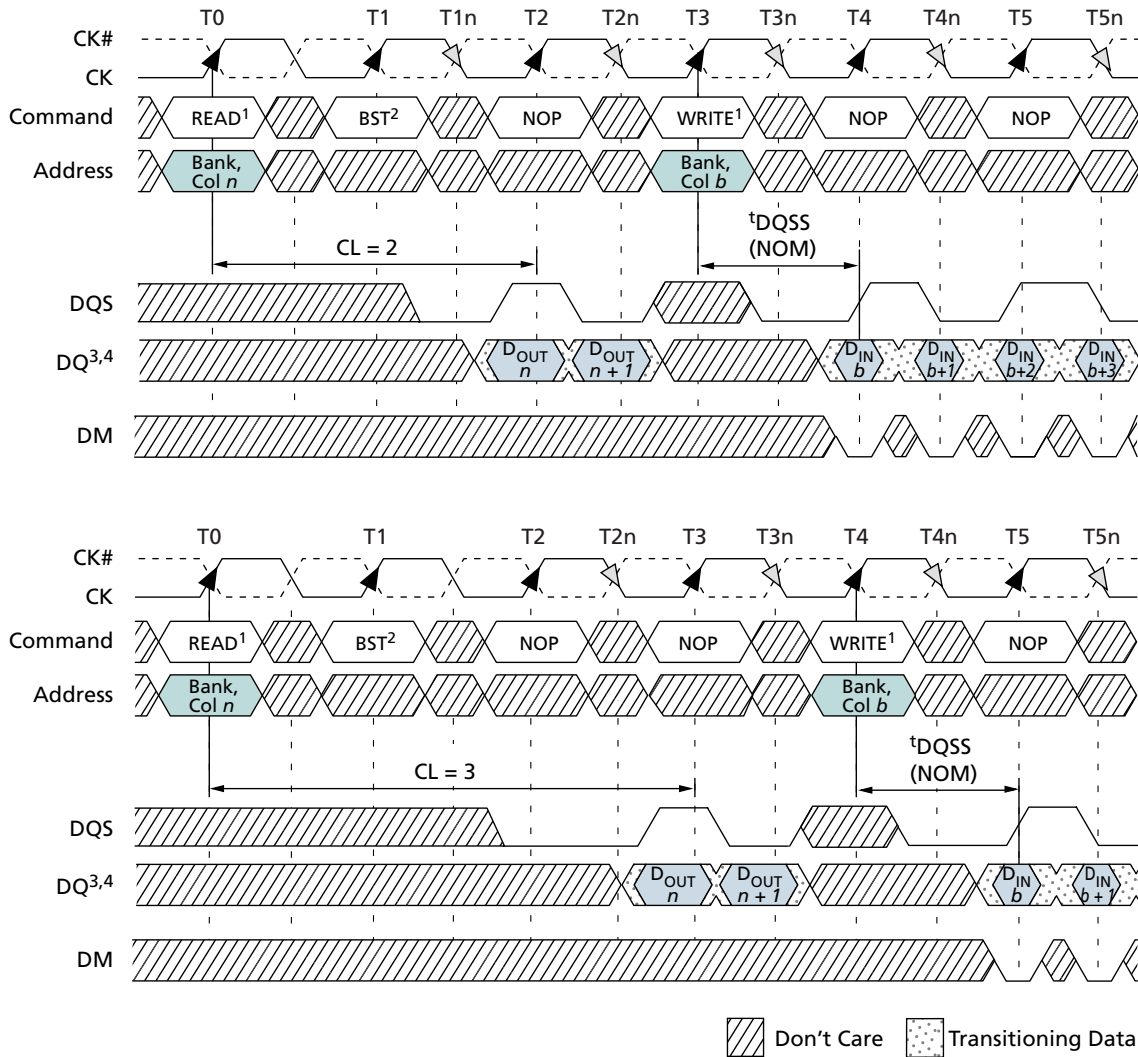 T0 T1 T1n T2 T2n T3 T3n T4 T4n T5 T5n
CK#
CK
Command READ¹ BST² NOP WRITE¹ NOP NOP
Address Bank, Col n Bank, Col b
CL = 2 tDQSS (NOM)
DQS
DQ³,⁴ DOUT n DOUT n + 1 DIN b DIN b+1 DIN b+2 DIN b+3
DM
T0 T1 T2 T2n T3 T3n T4 T4n T5 T5n
CK#
CK
Command READ¹ BST² NOP NOP WRITE¹ NOP
Address Bank, Col n Bank, Col b
CL = 3 tDQSS (NOM)
DQS
DQ³,⁴ DOUT n DOUT n + 1 DIN b DIN b + 1
DM
Don't Care Transitioning Data